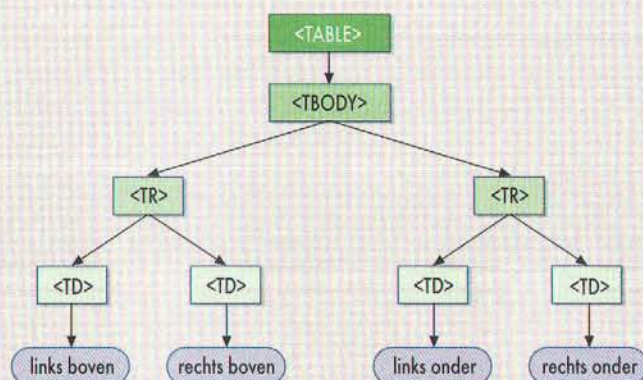 <TABLE>
<TBODY>
<TR> <TR>
<TD> <TD> <TD> <TD>
links boven rechts boven links onder rechts onder